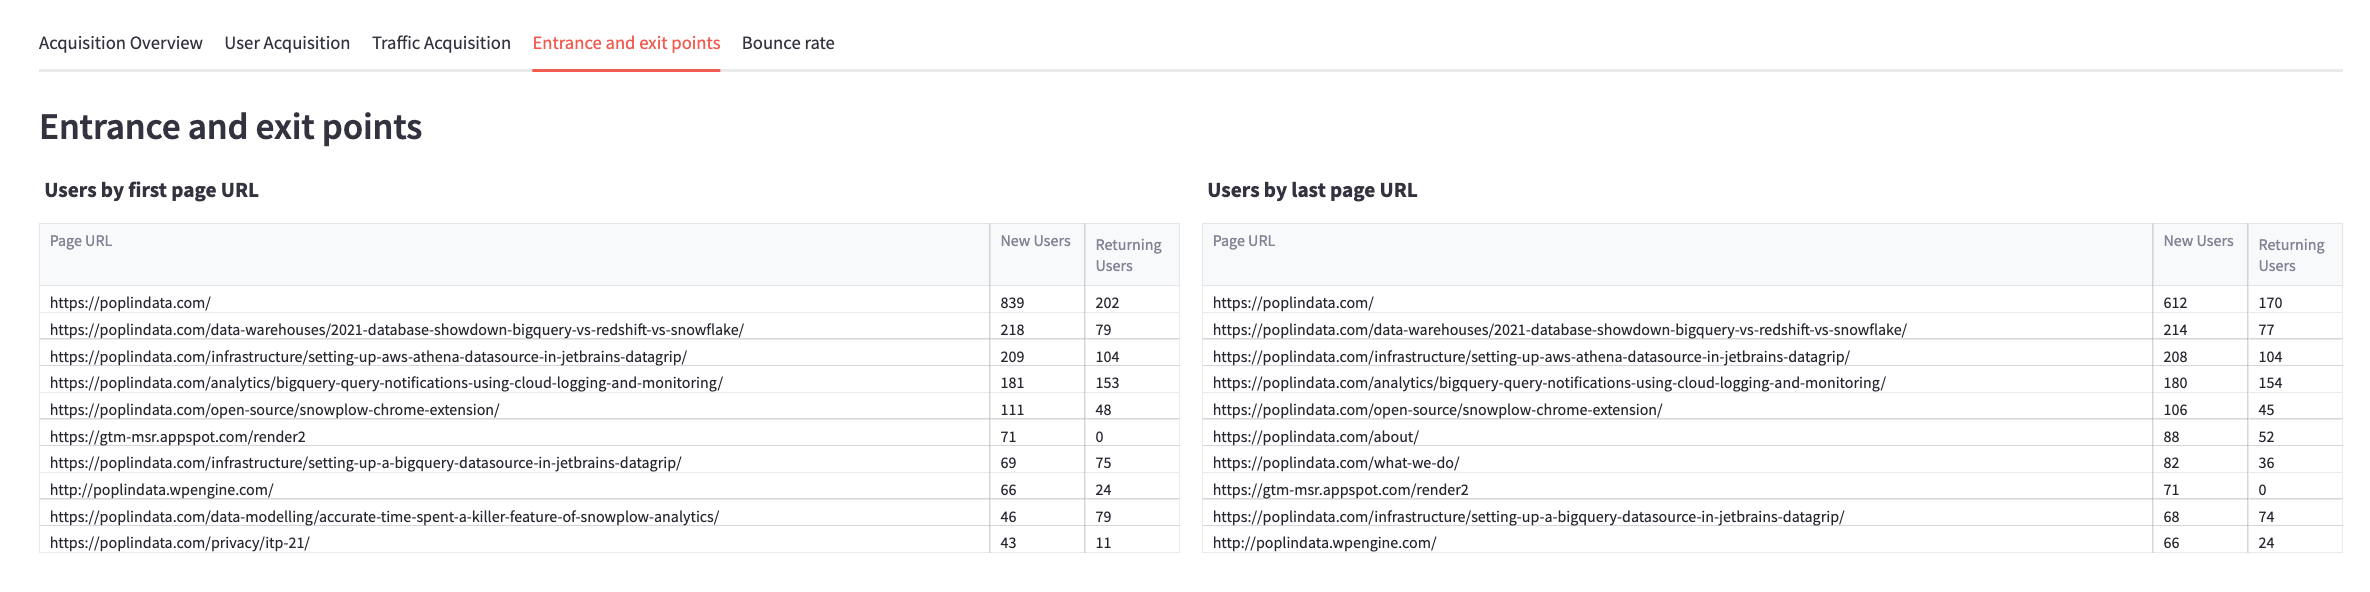 Acquisition Overview User Acquisition Traffic Acquisition Entrance and exit points Bounce rate
Entrance and exit points
Users by first page URL
Page URL New Users Returning Users
https://poplindata.com/ 839 202
https://poplindata.com/data-warehouses/2021-database-showdown-bigquery-vs-redshift-vs-snowflake/ 218 79
https://poplindata.com/infrastructure/setting-up-aws-athena-datasource-in-jetbrains-datagrip/ 209 104
https://poplindata.com/analytics/bigquery-query-notifications-using-cloud-logging-and-monitoring/ 181 153
https://poplindata.com/open-source/snowplow-chrome-extension/ 111 48
https://gtm-msr.appspot.com/render2 71 0
https://poplindata.com/infrastructure/setting-up-a-bigquery-datasource-in-jetbrains-datagrip/ 69 75
http://poplindata.wpengine.com/ 66 24
https://poplindata.com/data-modelling/accurate-time-spent-a-killer-feature-of-snowplow-analytics/ 46 79
https://poplindata.com/privacy/itp-21/ 43 11
Users by last page URL
Page URL New Users Returning Users
https://poplindata.com/ 612 170
https://poplindata.com/data-warehouses/2021-database-showdown-bigquery-vs-redshift-vs-snowflake/ 214 77
https://poplindata.com/infrastructure/setting-up-aws-athena-datasource-in-jetbrains-datagrip/ 208 104
https://poplindata.com/analytics/bigquery-query-notifications-using-cloud-logging-and-monitoring/ 180 154
https://poplindata.com/open-source/snowplow-chrome-extension/ 106 45
https://poplindata.com/about/ 88 52
https://poplindata.com/what-we-do/ 82 36
https://gtm-msr.appspot.com/render2 71 0
https://poplindata.com/infrastructure/setting-up-a-bigquery-datasource-in-jetbrains-datagrip/ 68 74
http://poplindata.wpengine.com/ 66 24